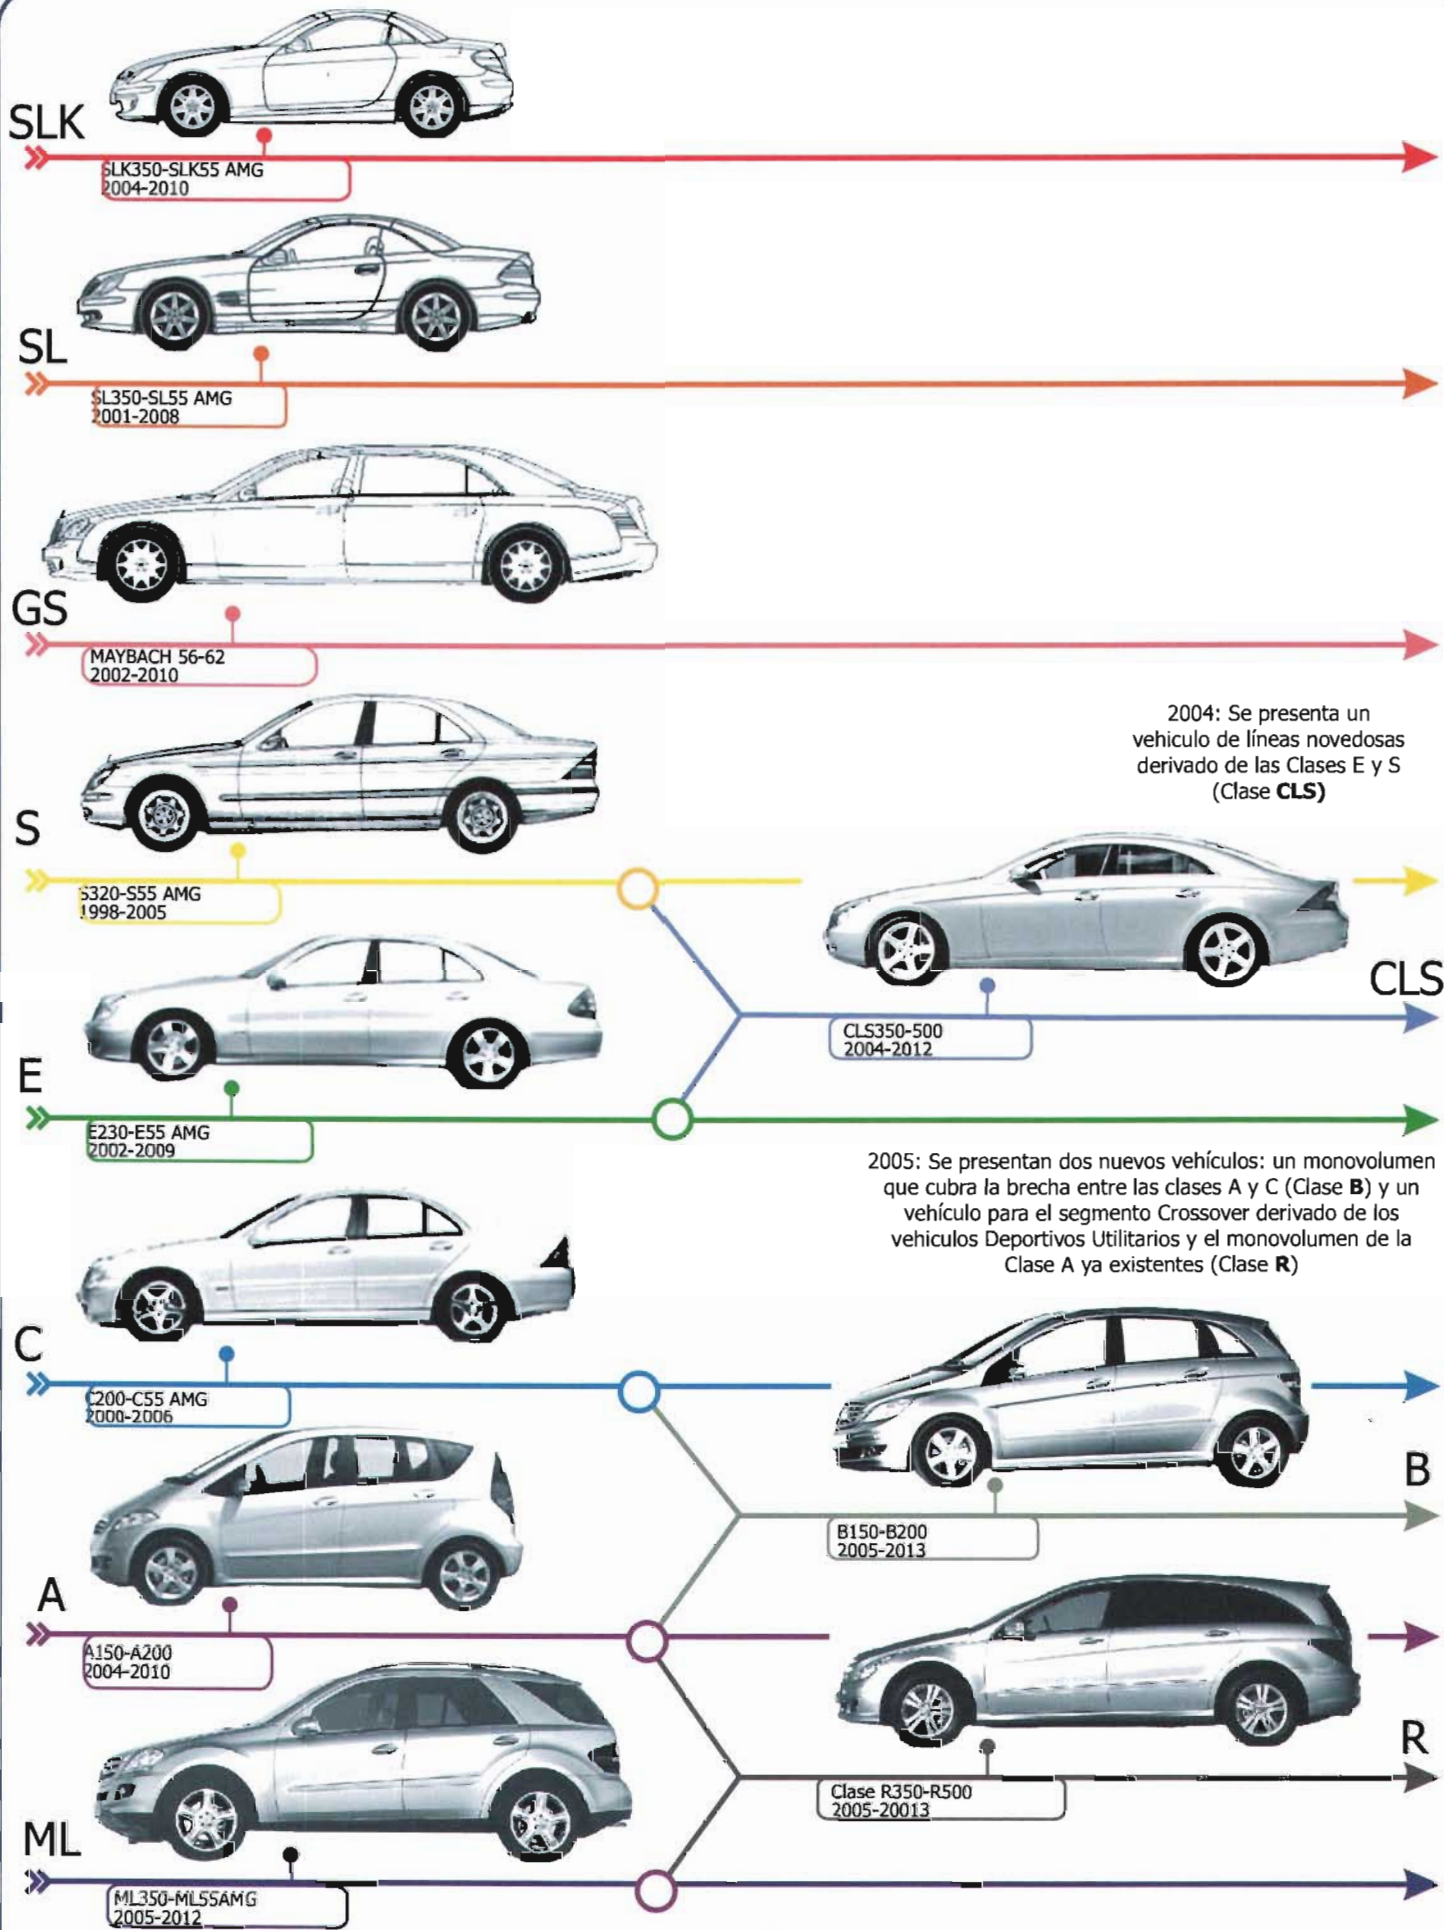 SLK
SLK350-SLK55 AMG
2004-2010
SL
SL350-SL55 AMG
2001-2008
GS
MAYBACH 56-62
2002-2010
2004: Se presenta un
vehiculo de líneas novedosas
derivado de las Clases E y S
(Clase CLS)
S
S320-S55 AMG
1998-2005
CLS
CLS350-500
2004-2012
E
E230-E55 AMG
2002-2009
2005: Se presentan dos nuevos vehículos: un monovolumen
que cubra la brecha entre las clases A y C (Clase B) y un
vehículo para el segmento Crossover derivado de los
vehiculos Deportivos Utilitarios y el monovolumen de la
Clase A ya existentes (Clase R)
C
C200-C55 AMG
2000-2006
B
B150-B200
2005-2013
A
A150-A200
2004-2010
R
Clase R350-R500
2005-20013
ML
ML350-ML55AMG
2005-2012